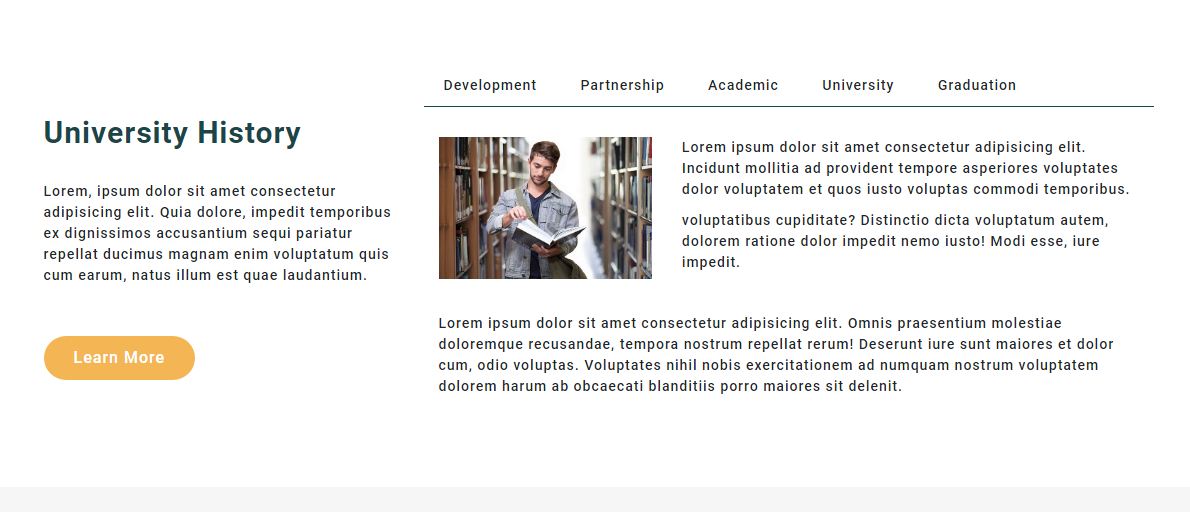 Development Partnership Academic University Graduation
University History
Lorem, ipsum dolor sit amet consectetur
adipisicing elit. Quia dolore, impedit temporibus
ex dignissimos accusantium sequi pariatur
repellat ducimus magnam enim voluptatum quis
cum earum, natus illum est quae laudantium.
Learn More
Lorem ipsum dolor sit amet consectetur adipisicing elit.
Incidunt mollitia ad provident tempore asperiores voluptates
dolor voluptatem et quos iusto voluptas commodi temporibus.
voluptatibus cupiditate? Distinctio dicta voluptatum autem,
dolorem ratione dolor impedit nemo iusto! Modi esse, iure
impedit.
Lorem ipsum dolor sit amet consectetur adipisicing elit. Omnis praesentium molestiae
doloremque recusandae, tempora nostrum repellat rerum! Deserunt iure sunt maiores et dolor
cum, odio voluptas. Voluptates nihil nobis exercitationem ad numquam nostrum voluptatem
dolorem harum ab obcaecati blanditiis porro maiores sit delenit.